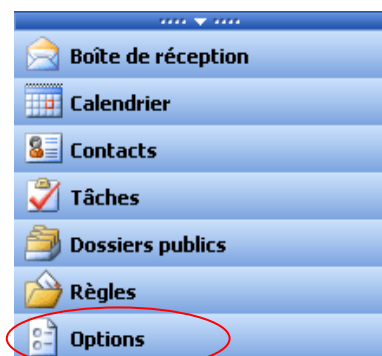 Boîte de réception
Calendrier
Contacts
Tâches
Dossiers publics
Règles
Options